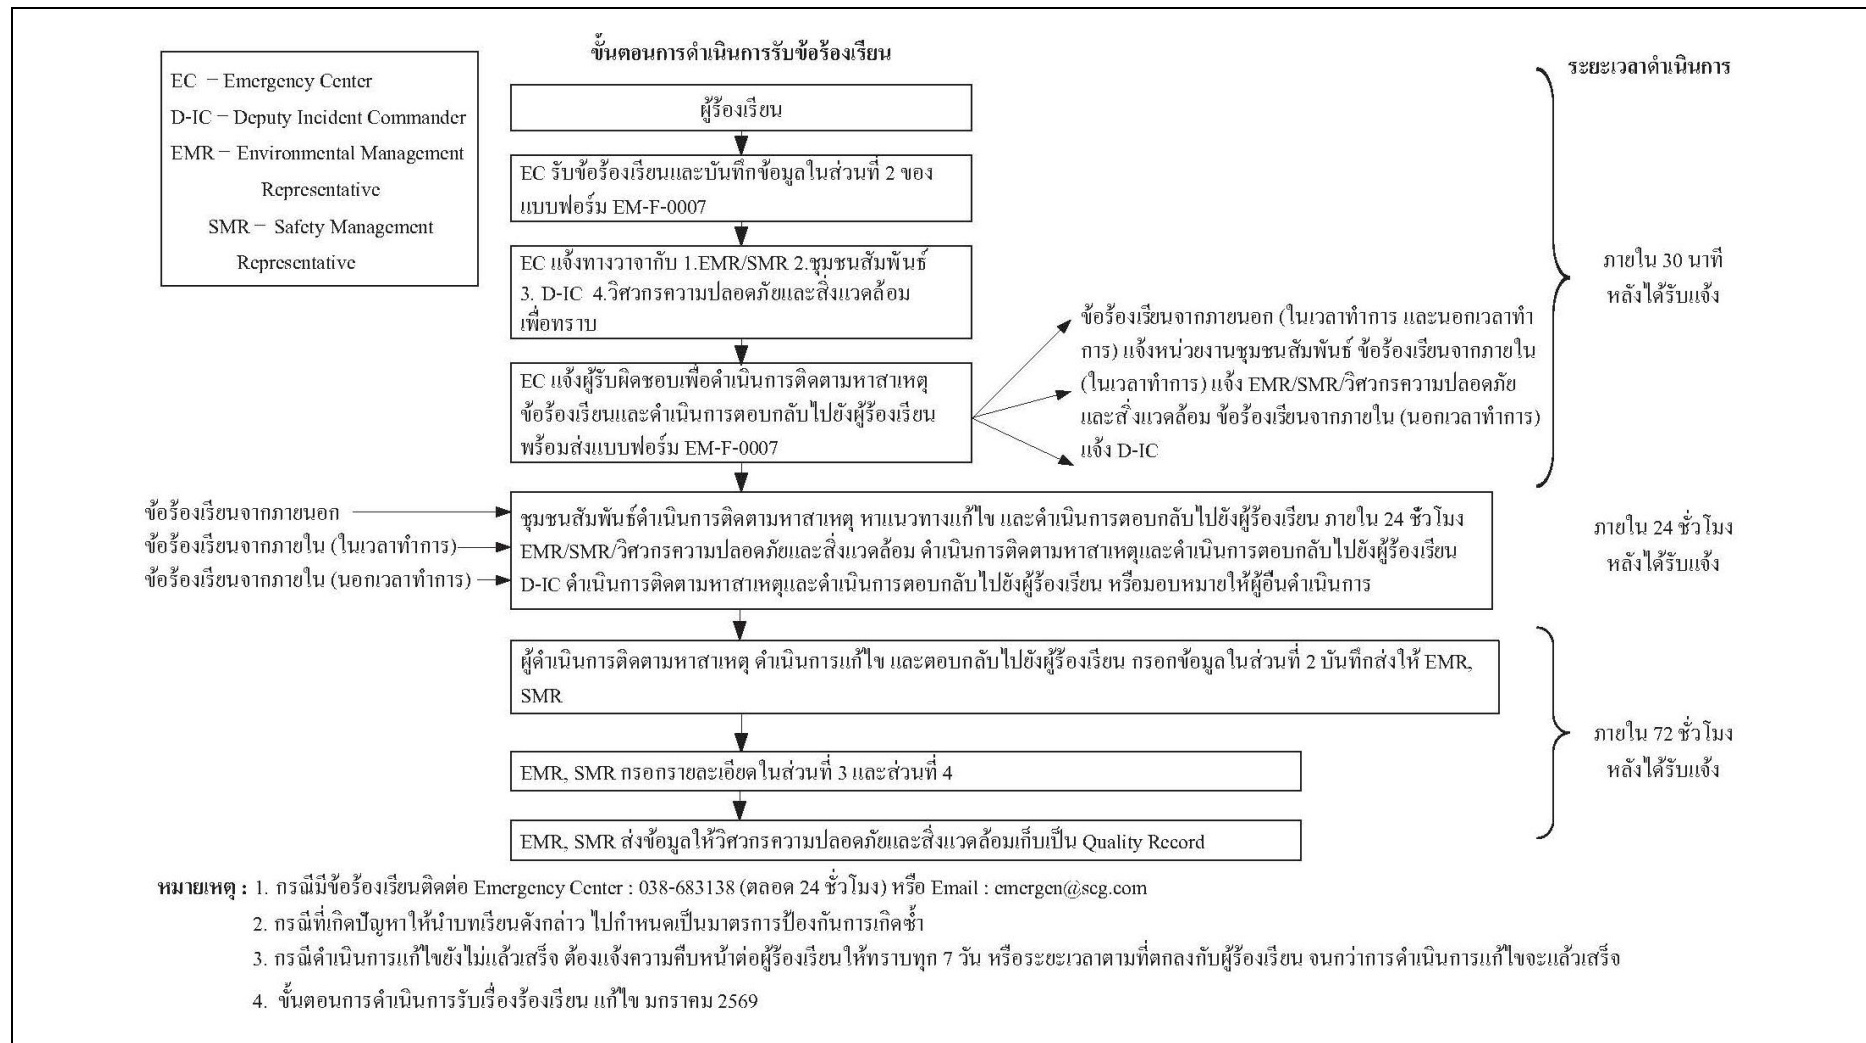 ขั้นตอนการดำเนินการรับข้อร้องเรียน
ระยะเวลาดำเนินการ
EC – Emergency Center
D-IC – Deputy Incident Commander
EMR – Environmental Management
Representative
SMR – Safety Management
Representative
ผู้ร้องเรียน
EC รับข้อร้องเรียนและบันทึกข้อมูลในส่วนที่ 2 ของ
แบบฟอร์ม EM-F-0007
EC แจ้งทางวาจากับ 1.EMR/SMR 2.ชุมชนสัมพันธ์
3. D-IC 4.วิศวกรความปลอดภัยและสิ่งแวดล้อม
เพื่อทราบ
EC แจ้งผู้รับผิดชอบเพื่อดำเนินการติดตามหาสาเหตุ
ข้อร้องเรียนและดำเนินการตอบกลับไปยังผู้ร้องเรียน
พร้อมส่งแบบฟอร์ม EM-F-0007
ข้อร้องเรียนจากภายนอก (ในเวลาทำการ และนอกเวลาทำ
การ) แจ้งหน่วยงานชุมชนสัมพันธ์ ข้อร้องเรียนจากภายใน
(ในเวลาทำการ) แจ้ง EMR/SMR/วิศวกรความปลอดภัย
และสิ่งแวดล้อม ข้อร้องเรียนจากภายใน (นอกเวลาทำการ)
แจ้ง D-IC
ภายใน 30 นาที
หลังได้รับแจ้ง
ข้อร้องเรียนจากภายนอก
ข้อร้องเรียนจากภายใน (ในเวลาทำการ)
ข้อร้องเรียนจากภายใน (นอกเวลาทำการ)
ชุมชนสัมพันธ์ดำเนินการติดตามหาสาเหตุ หาแนวทางแก้ไข และดำเนินการตอบกลับไปยังผู้ร้องเรียน ภายใน 24 ชั่วโมง
EMR/SMR/วิศวกรความปลอดภัยและสิ่งแวดล้อม ดำเนินการติดตามหาสาเหตุและดำเนินการตอบกลับไปยังผู้ร้องเรียน
D-IC ดำเนินการติดตามหาสาเหตุและดำเนินการตอบกลับไปยังผู้ร้องเรียน หรือมอบหมายให้ผู้อื่นดำเนินการ
ภายใน 24 ชั่วโมง
หลังได้รับแจ้ง
ผู้ดำเนินการติดตามหาสาเหตุ ดำเนินการแก้ไข และตอบกลับไปยังผู้ร้องเรียน กรอกข้อมูลในส่วนที่ 2 บันทึกส่งให้ EMR,
SMR
EMR, SMR กรอกรายละเอียดในส่วนที่ 3 และส่วนที่ 4
EMR, SMR ส่งข้อมูลให้วิศวกรความปลอดภัยและสิ่งแวดล้อมเก็บเป็น Quality Record
ภายใน 72 ชั่วโมง
หลังได้รับแจ้ง
หมายเหตุ : 1. กรณีมีข้อร้องเรียนติดต่อ Emergency Center : 038-683138 (ตลอด 24 ชั่วโมง) หรือ Email : emergen@scg.com
2. กรณีที่เกิดปัญหาให้นำบทเรียนดังกล่าว ไปกำหนดเป็นมาตรการป้องกันการเกิดซ้ำ
3. กรณีดำเนินการแก้ไขยังไม่แล้วเสร็จ ต้องแจ้งความคืบหน้าต่อผู้ร้องเรียนให้ทราบทุก 7 วัน หรือระยะเวลาตามที่ตกลงกับผู้ร้องเรียน จนกว่าการดำเนินการแก้ไขจะแล้วเสร็จ
4. ขั้นตอนการดำเนินการรับเรื่องร้องเรียน แก้ไข มกราคม 2569